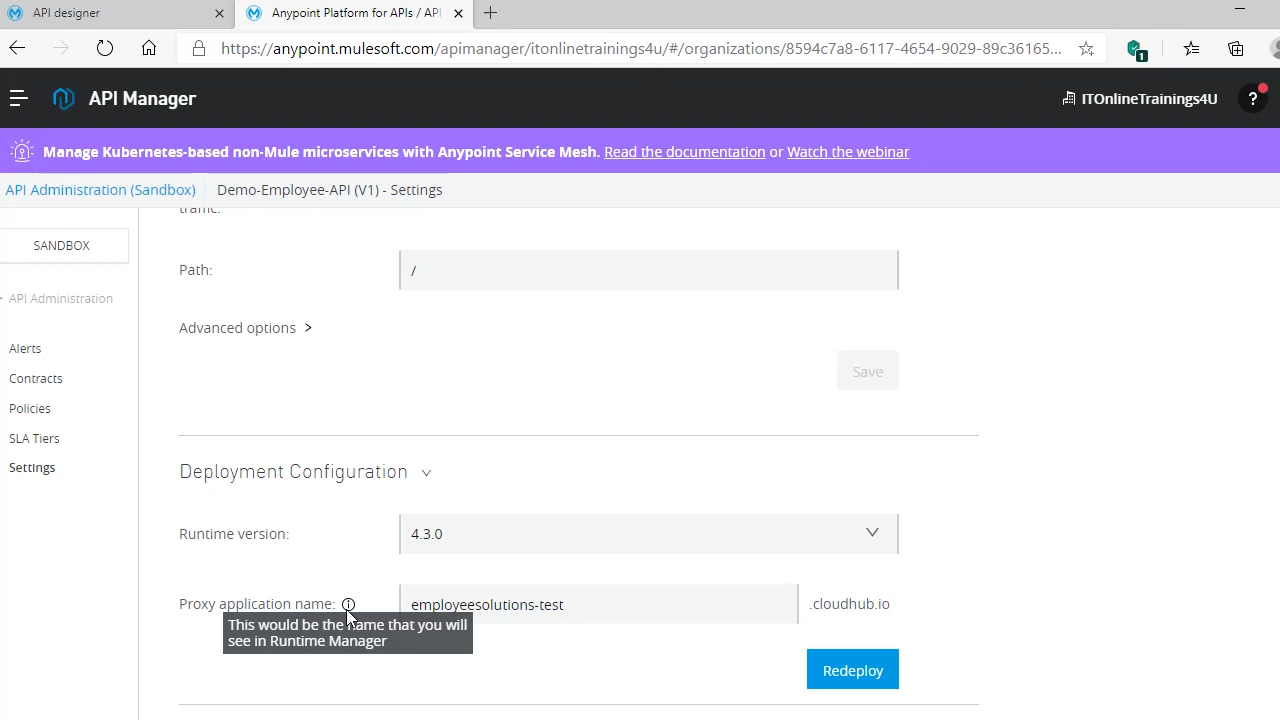 API designer
Anypoint Platform for APIs / API
https://anypoint.mulesoft.com/apimanager/itonlinetrainings4u/#/organizations/8594c7a8-6117-4654-9029-89c36165...
1
API Manager
ITOnlineTrainings4U
?
Manage Kubernetes-based non-Mule microservices with Anypoint Service Mesh. Read the documentation or Watch the webinar
API Administration (Sandbox)
Demo-Employee-API (V1) - Settings
traffic.
SANDBOX
Path:
/
API Administration
Advanced options >
Alerts
Contracts
Save
Policies
SLA Tiers
Settings
Deployment Configuration
Runtime version:
4.3.0
Proxy application name:
employeesolutions-test
.cloudhub.io
This would be the name that you will
see in Runtime Manager
Redeploy